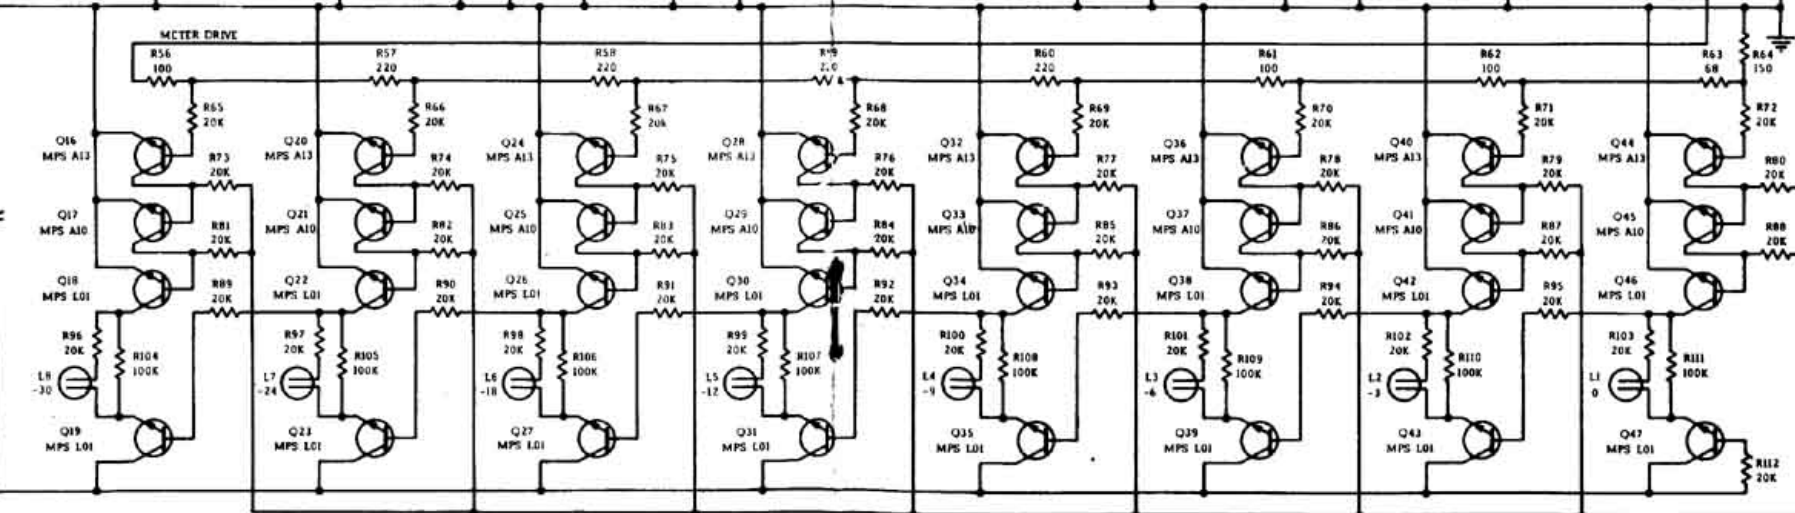 METER DRIVE
R56 R57 R58 R60 R61 R62 R63 R64
100 220 220 220 100 100 68 150
R65 R66 R67 R68 R69 R70 R71 R72
20K 20K 20k 20K 20K 20K 20K 20K
Q16 Q20 Q24 Q28 Q32 Q36 Q40 Q44
MPS A13 MPS A13 MPS A13 MPS A13 MPS A13 MPS A13 MPS A13 MPS A13
R73 R74 R75 R76 R77 R78 R79 R80
20K 20K 20K 20K 20K 20K 20K 20K
Q17 Q21 Q25 Q29 Q33 Q37 Q41 Q45
MPS A10 MPS A10 MPS A10 MPS A10 MPS A10 MPS A10 MPS A10 MPS A10
R81 R82 R83 R84 R85 R86 R87 R88
20K 20K 20K 20K 20K 20K 20K 20K
Q18 Q22 Q26 Q30 Q34 Q38 Q42 Q46
MPS L01 MPS L01 MPS L01 MPS L01 MPS L01 MPS L01 MPS L01 MPS L01
R89 R90 R91 R92 R93 R94 R95
20K 20K 20K 20K 20K 20K 20K
R96 R97 R98 R99 R100 R101 R102 R103
20K 20K 20K 20K 20K 20K 20K 20K
R104 R105 R106 R107 R108 R109 R110 R111
100K 100K 100K 100K 100K 100K 100K 100K
L8 L7 L6 L5 L4 L3 L2 L1
-30 -24 -18 -12 -9 -6 -3 0
Q19 Q23 Q27 Q31 Q35 Q39 Q43 Q47
MPS L01 MPS L01 MPS L01 MPS L01 MPS L01 MPS L01 MPS L01 MPS L01
R112
20K